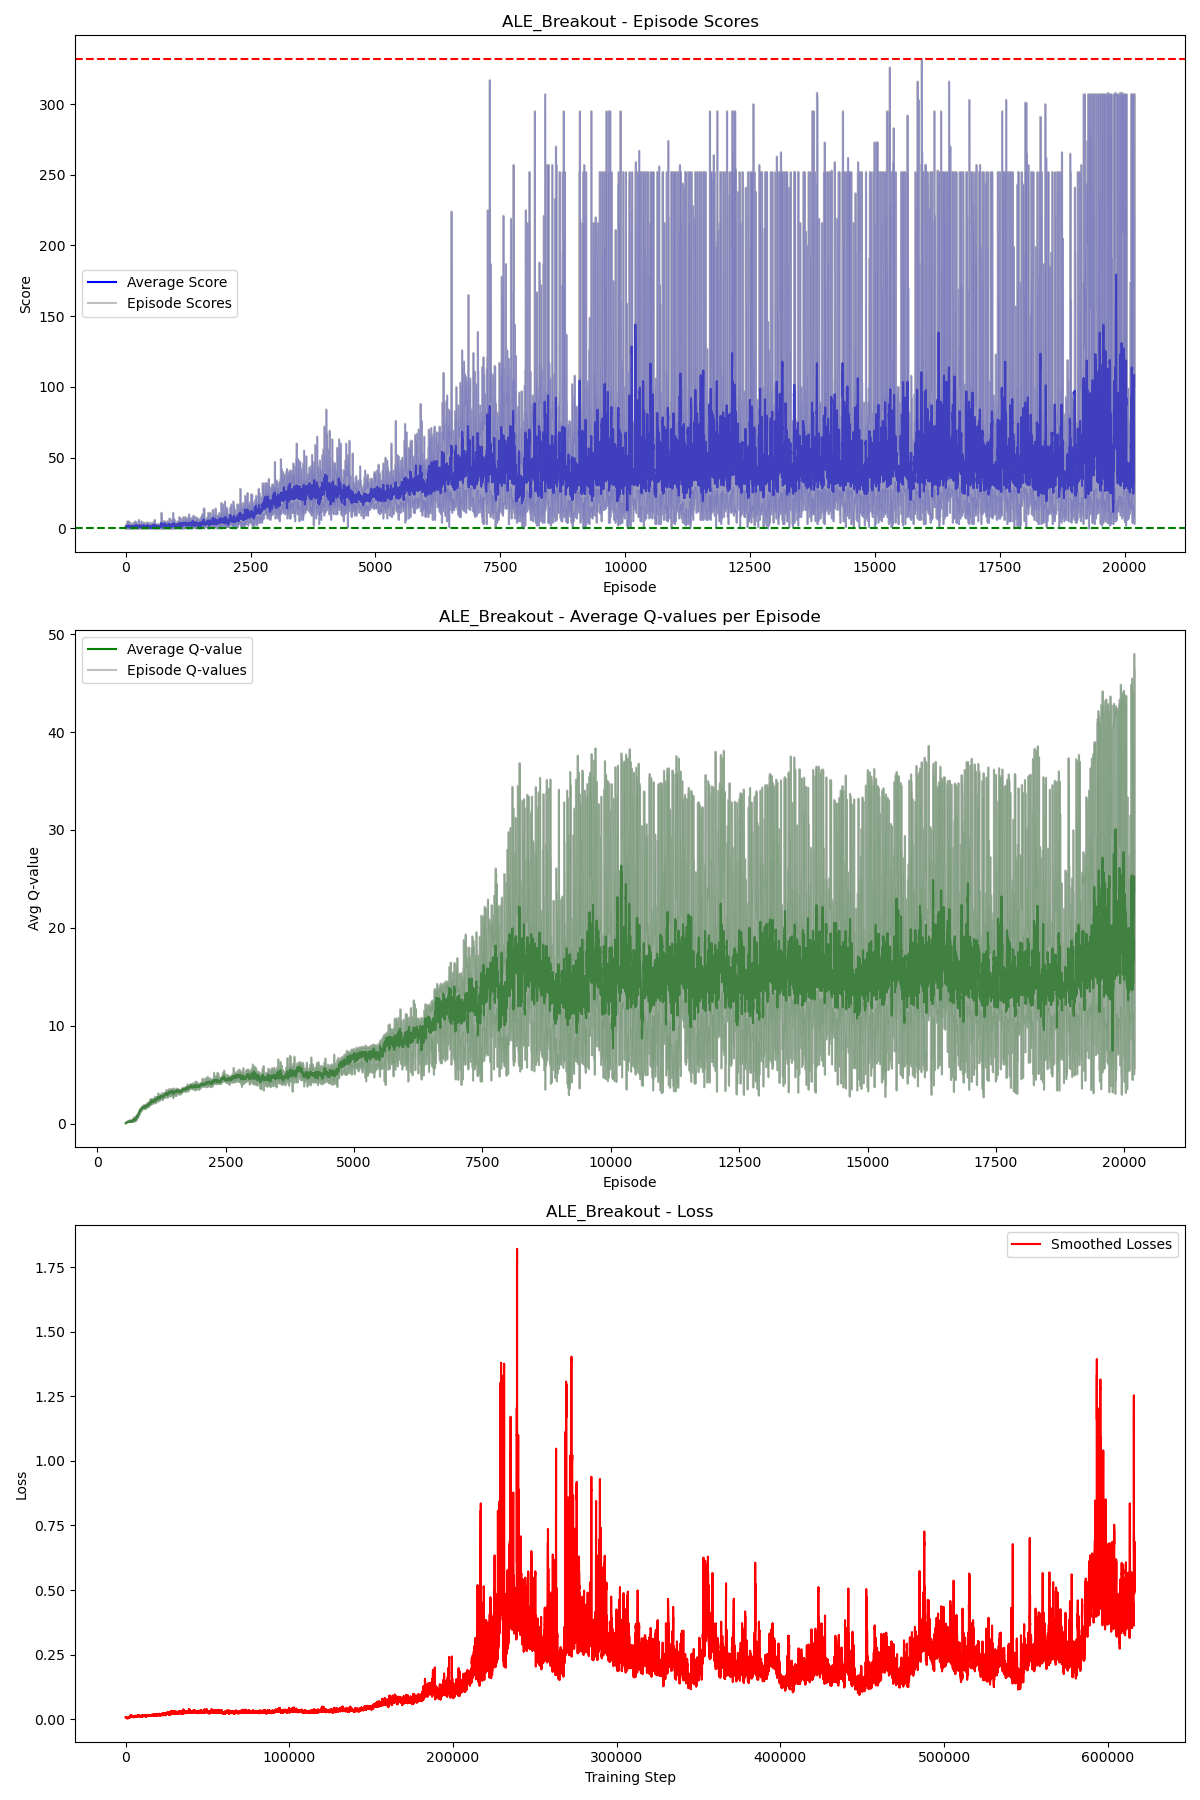 ALE_Breakout - Episode Scores
Score
300
250
200
150
100
50
0
Average Score
Episode Scores
0 2500 5000 7500 10000 12500 15000 17500 20000
Episode
ALE_Breakout - Average Q-values per Episode
Avg Q-value
50
40
30
20
10
0
Average Q-value
Episode Q-values
0 2500 5000 7500 10000 12500 15000 17500 20000
Episode
ALE_Breakout - Loss
Loss
1.75
1.50
1.25
1.00
0.75
0.50
0.25
0.00
Smoothed Losses
0 100000 200000 300000 400000 500000 600000
Training Step